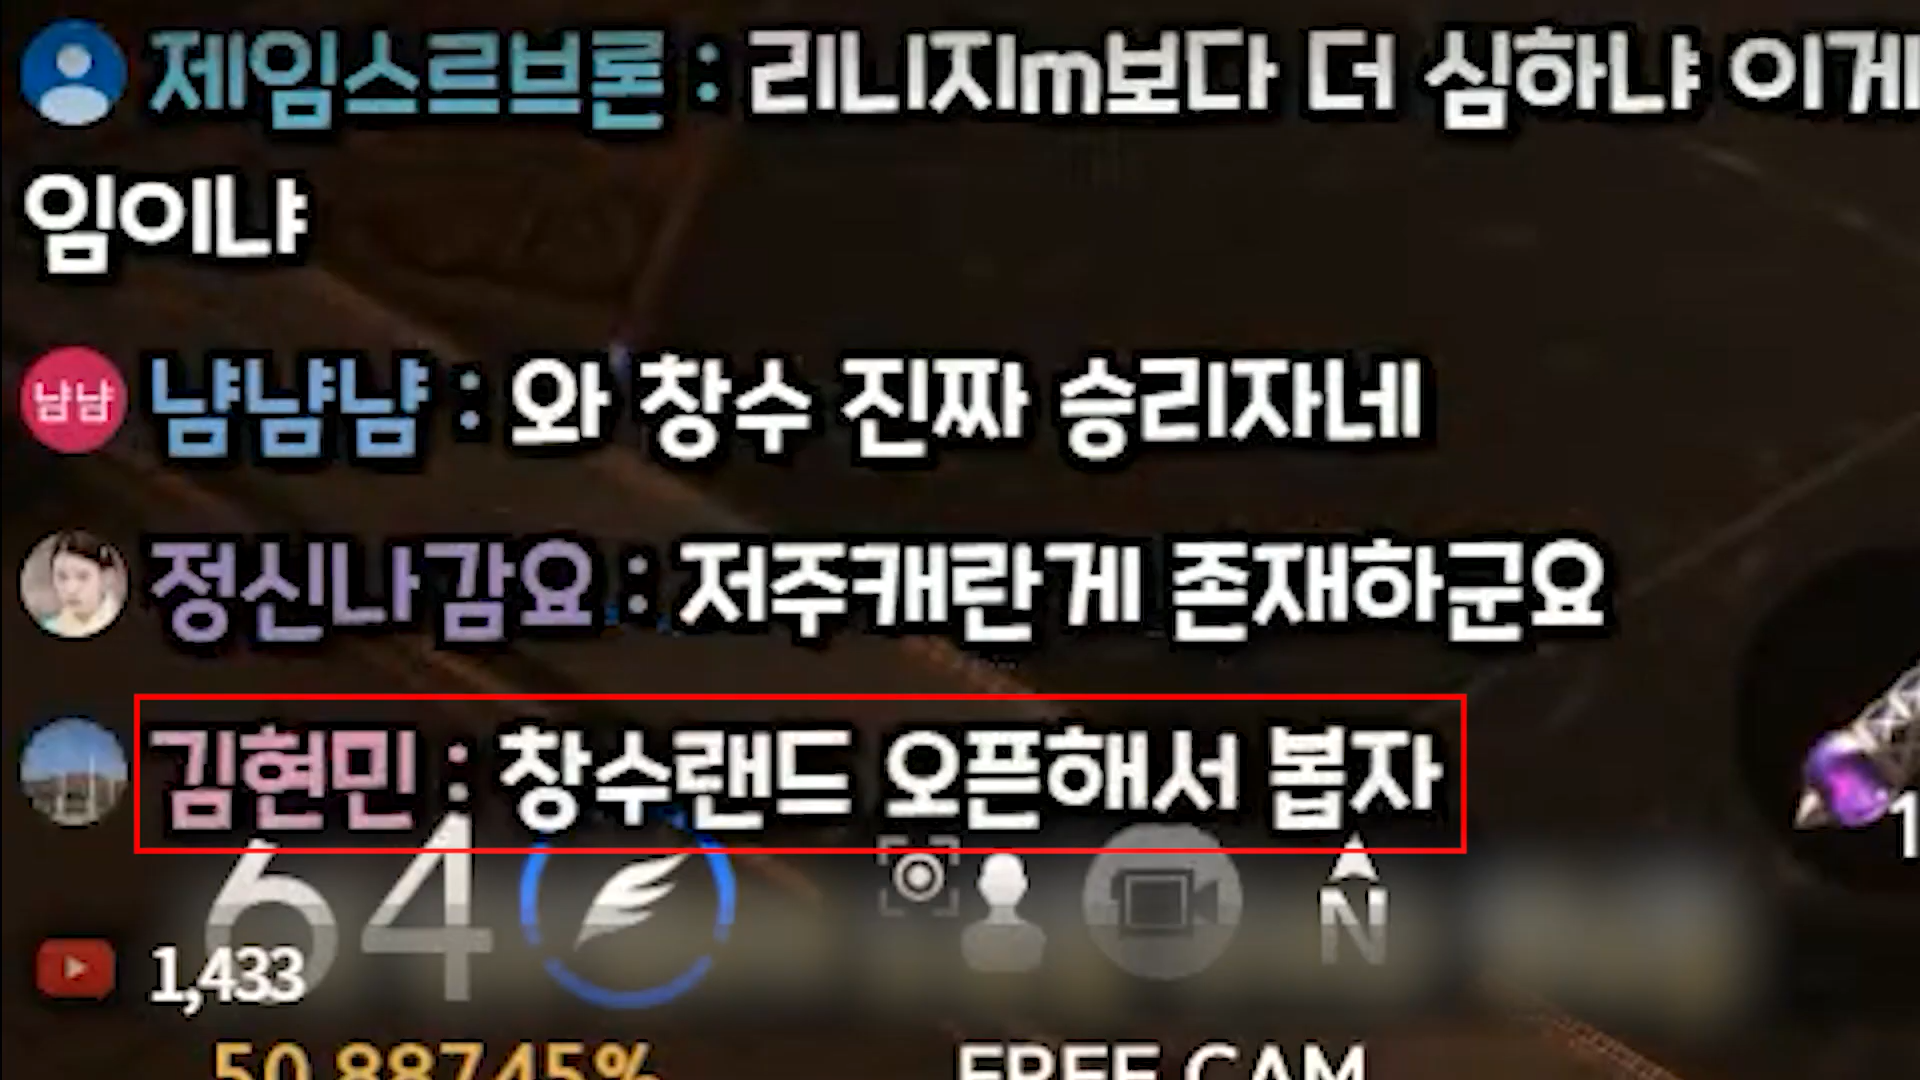 제임스르브론 : 리니지m보다 더 심하냐 이게
임이냐
냠냠 냠냠냠 : 와 창수 진짜 승리자네
정신나감요 : 저주캐란게 존재하군요
김현민 : 창수랜드 오픈해서 봅자
64 N
1,433
50.88745% FREE CAM
1